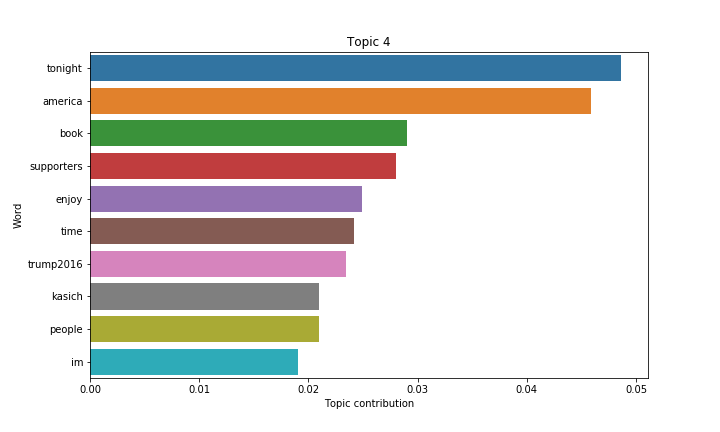 Topic 4
Word
tonight
america
book
supporters
enjoy
time
trump2016
kasich
people
im
0.00 0.01 0.02 0.03 0.04 0.05
Topic contribution